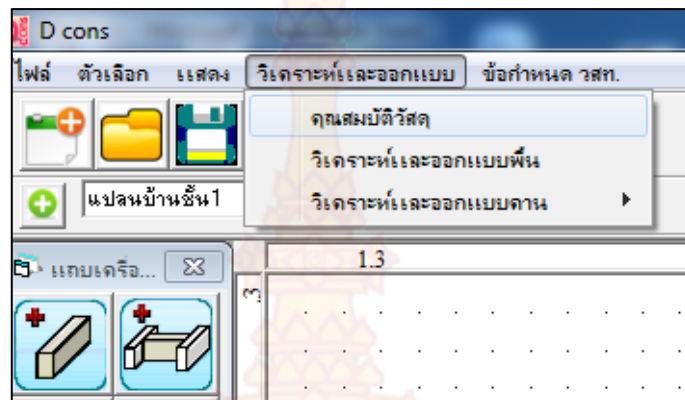 D cons
ไฟล์ ตัวเลือก แสดง วิเคราะห์และออกแบบ ข้อกำหนด วสท.
คุณสมบัติวัสดุ
วิเคราะห์และออกแบบพื้น
วิเคราะห์และออกแบบคาน
แปลนบ้านชั้น1
แถบเครื่อ...
1.3
3